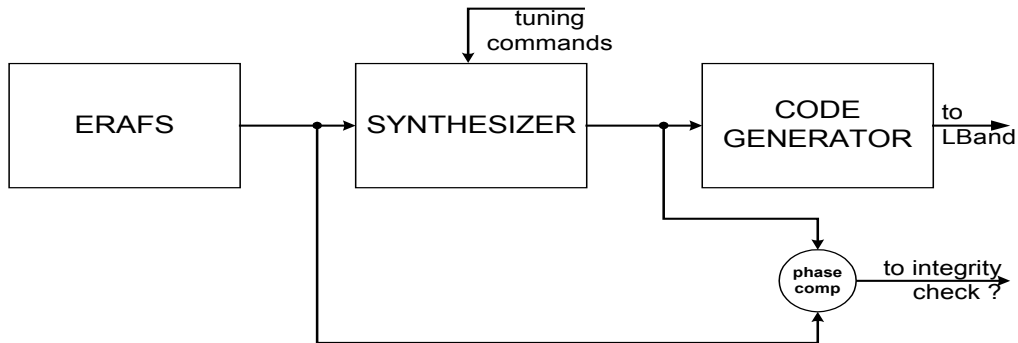 tuning
commands
ERAFS
SYNTHESIZER
CODE
GENERATOR
to
LBand
phase
comp
to integrity
check ?